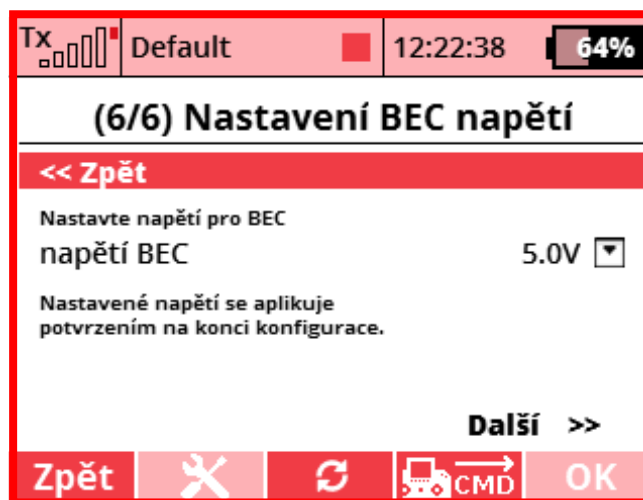 Tx Default 12:22:38 64%
(6/6) Nastavení BEC napětí
<< Zpět
Nastavte napětí pro BEC
napětí BEC 5.0V
Nastavené napětí se aplikuje
potvrzením na konci konfigurace.
Další >>
Zpět CMD OK